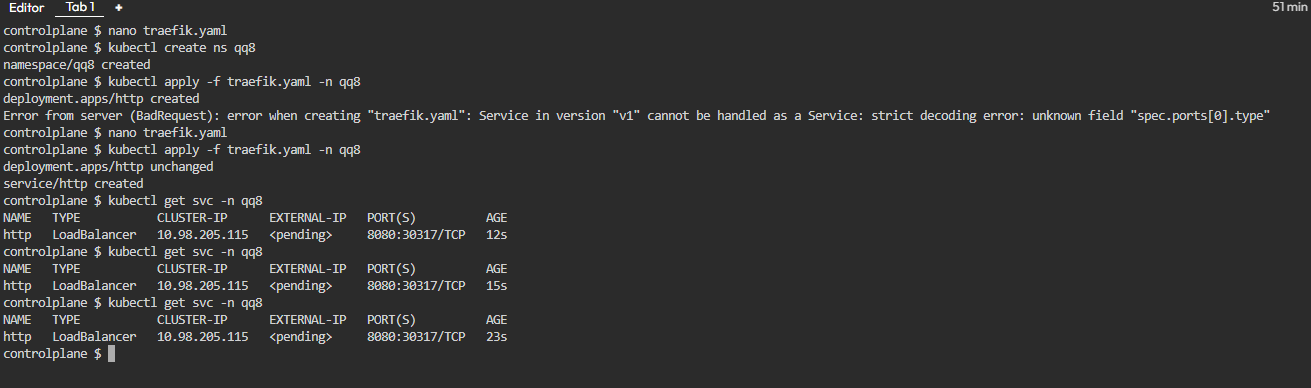 Editor Tab 1 + 51 min
controlplane $ nano traefik.yaml
controlplane $ kubectl create ns qq8
namespace/qq8 created
controlplane $ kubectl apply -f traefik.yaml -n qq8
deployment.apps/http created
Error from server (BadRequest): error when creating "traefik.yaml": Service in version "v1" cannot be handled as a Service: strict decoding error: unknown field "spec.ports[0].type"
controlplane $ nano traefik.yaml
controlplane $ kubectl apply -f traefik.yaml -n qq8
deployment.apps/http unchanged
service/http created
controlplane $ kubectl get svc -n qq8
NAME   TYPE           CLUSTER-IP      EXTERNAL-IP   PORT(S)          AGE
http   LoadBalancer   10.98.205.115   <pending>     8080:30317/TCP   12s
controlplane $ kubectl get svc -n qq8
NAME   TYPE           CLUSTER-IP      EXTERNAL-IP   PORT(S)          AGE
http   LoadBalancer   10.98.205.115   <pending>     8080:30317/TCP   15s
controlplane $ kubectl get svc -n qq8
NAME   TYPE           CLUSTER-IP      EXTERNAL-IP   PORT(S)          AGE
http   LoadBalancer   10.98.205.115   <pending>     8080:30317/TCP   23s
controlplane $